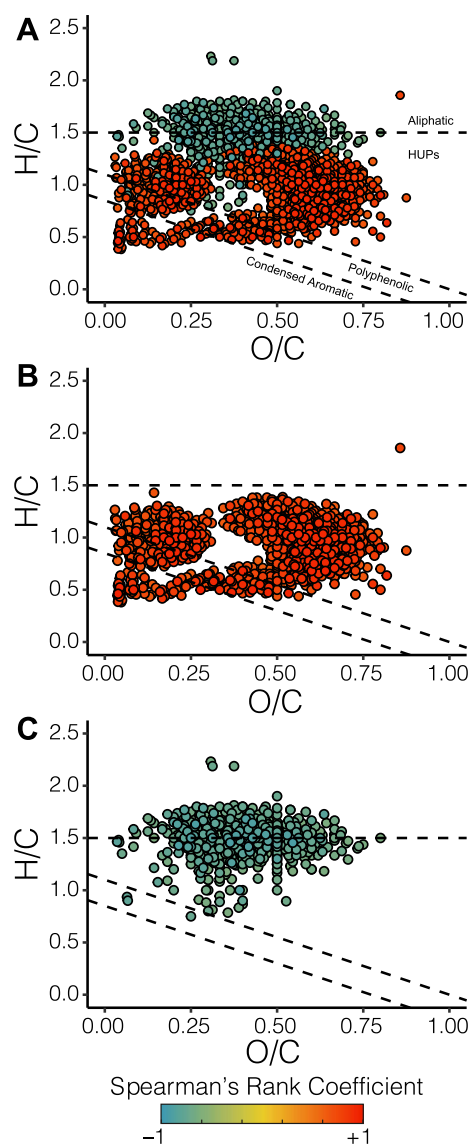 A
2.5
2.0
1.5
1.0
0.5
0.0
H/C
Aliphatic
HUPs
Polyphenolic
Condensed Aromatic
0.00 0.25 0.50 0.75 1.00
O/C
B
2.5
2.0
1.5
1.0
0.5
0.0
H/C
0.00 0.25 0.50 0.75 1.00
O/C
C
2.5
2.0
1.5
1.0
0.5
0.0
H/C
0.00 0.25 0.50 0.75 1.00
O/C
Spearman's Rank Coefficient
−1 +1